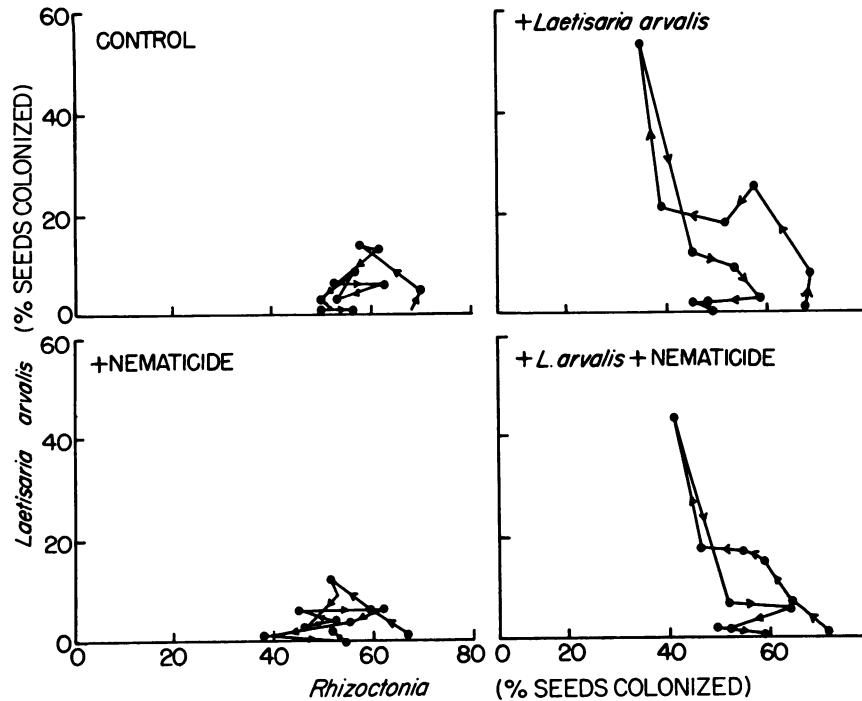 60
CONTROL
+Laetisaria arvalis
40
20
0
(% SEEDS COLONIZED)
60
+NEMATICIDE
+L. arvalis +NEMATICIDE
40
20
0
Laetisaria arvalis
0 20 40 60 80
0 20 40 60
Rhizoctonia (% SEEDS COLONIZED)